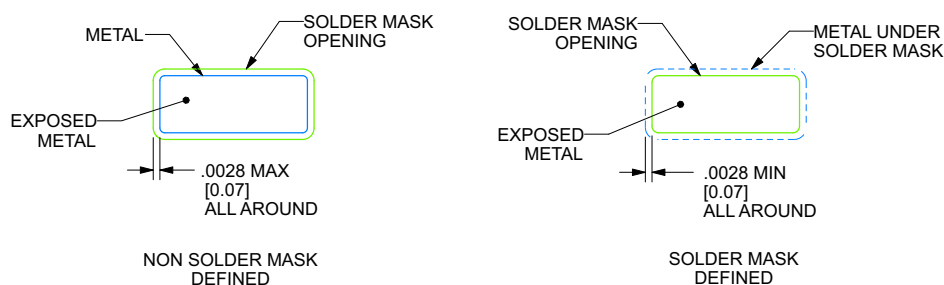 METAL
SOLDER MASK
OPENING
EXPOSED
METAL
.0028 MAX
[0.07]
ALL AROUND
NON SOLDER MASK
DEFINED
SOLDER MASK
OPENING
METAL UNDER
SOLDER MASK
EXPOSED
METAL
.0028 MIN
[0.07]
ALL AROUND
SOLDER MASK
DEFINED